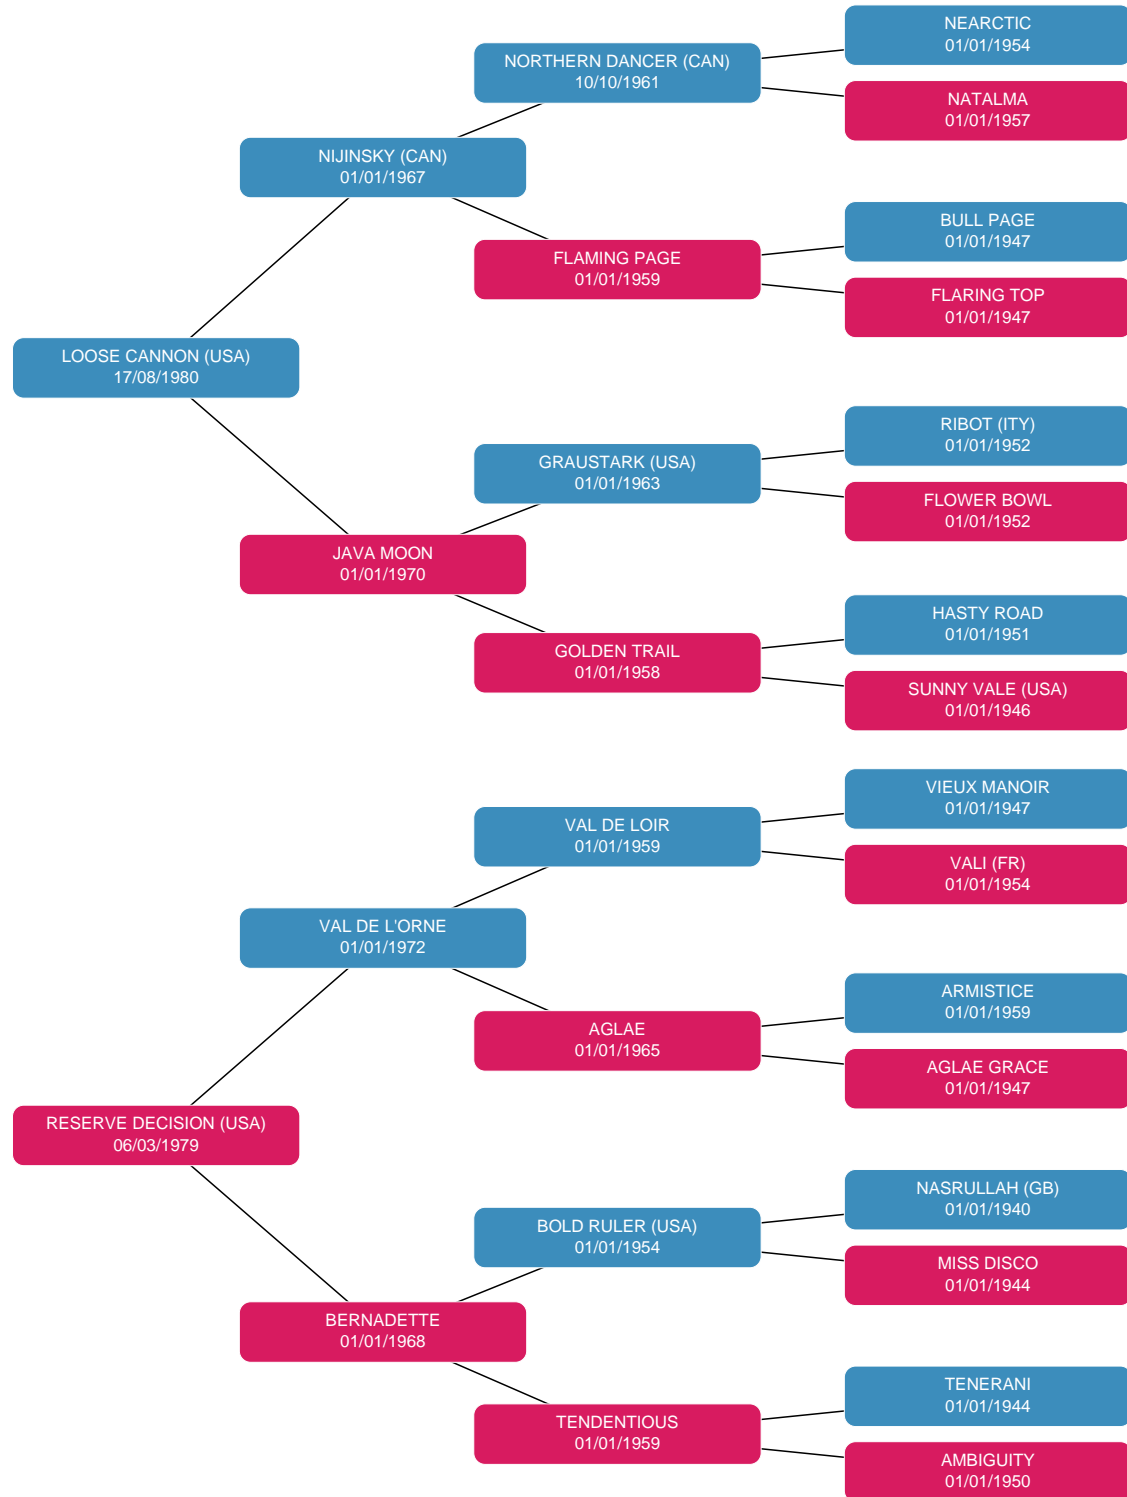 NEARCTIC
01/01/1954
NORTHERN DANCER (CAN)
10/10/1961
NATALMA
01/01/1957
NIJINSKY (CAN)
01/01/1967
BULL PAGE
01/01/1947
FLAMING PAGE
01/01/1959
FLARING TOP
01/01/1947
LOOSE CANNON (USA)
17/08/1980
RIBOT (ITY)
01/01/1952
GRAUSTARK (USA)
01/01/1963
FLOWER BOWL
01/01/1952
JAVA MOON
01/01/1970
HASTY ROAD
01/01/1951
GOLDEN TRAIL
01/01/1958
SUNNY VALE (USA)
01/01/1946
VIEUX MANOIR
01/01/1947
VAL DE LOIR
01/01/1959
VALI (FR)
01/01/1954
VAL DE L'ORNE
01/01/1972
ARMISTICE
01/01/1959
AGLAE
01/01/1965
AGLAE GRACE
01/01/1947
RESERVE DECISION (USA)
06/03/1979
NASRULLAH (GB)
01/01/1940
BOLD RULER (USA)
01/01/1954
MISS DISCO
01/01/1944
BERNADETTE
01/01/1968
TENERANI
01/01/1944
TENDENTIOUS
01/01/1959
AMBIGUITY
01/01/1950